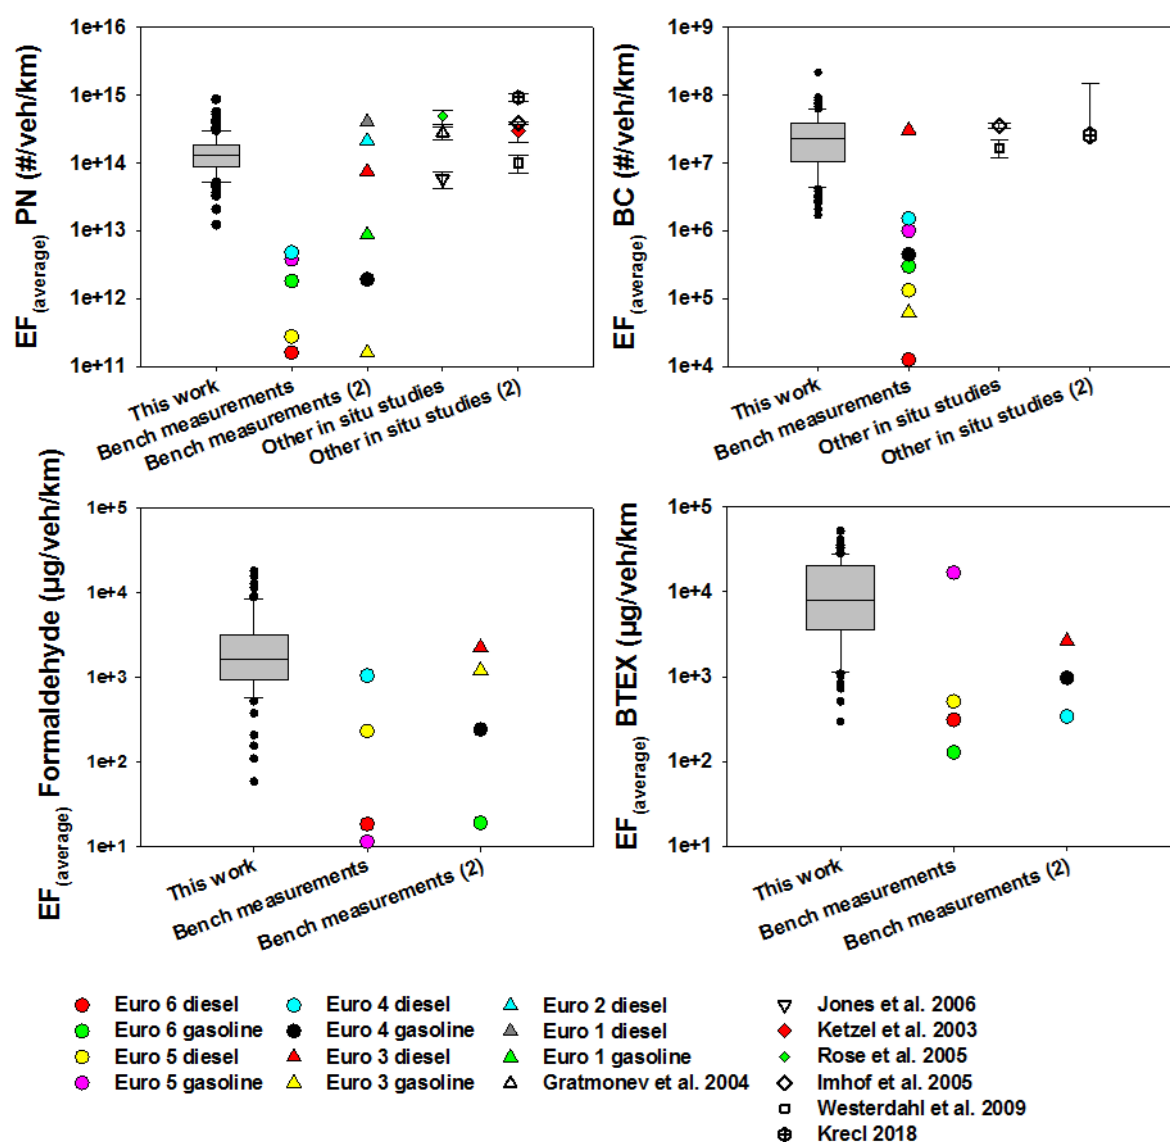 EF(average) PN (#/veh/km)
1e+16
1e+15
1e+14
1e+13
1e+12
1e+11
This work
Bench measurements
Bench measurements (2)
Other in situ studies
Other in situ studies (2)
EF(average) BC (#/veh/km)
1e+9
1e+8
1e+7
1e+6
1e+5
1e+4
This work
Bench measurements
Other in situ studies
Other in situ studies (2)
EF(average) Formaldehyde (µg/veh/km)
1e+5
1e+4
1e+3
1e+2
1e+1
This work
Bench measurements
Bench measurements (2)
EF(average) BTEX (µg/veh/km
1e+5
1e+4
1e+3
1e+2
1e+1
This work
Bench measurements
Bench measurements (2)
Euro 6 diesel
Euro 6 gasoline
Euro 5 diesel
Euro 5 gasoline
Euro 4 diesel
Euro 4 gasoline
Euro 3 diesel
Euro 3 gasoline
Euro 2 diesel
Euro 1 diesel
Euro 1 gasoline
Gratmonev et al. 2004
Jones et al. 2006
Ketzel et al. 2003
Rose et al. 2005
Imhof et al. 2005
Westerdahl et al. 2009
Krecl 2018